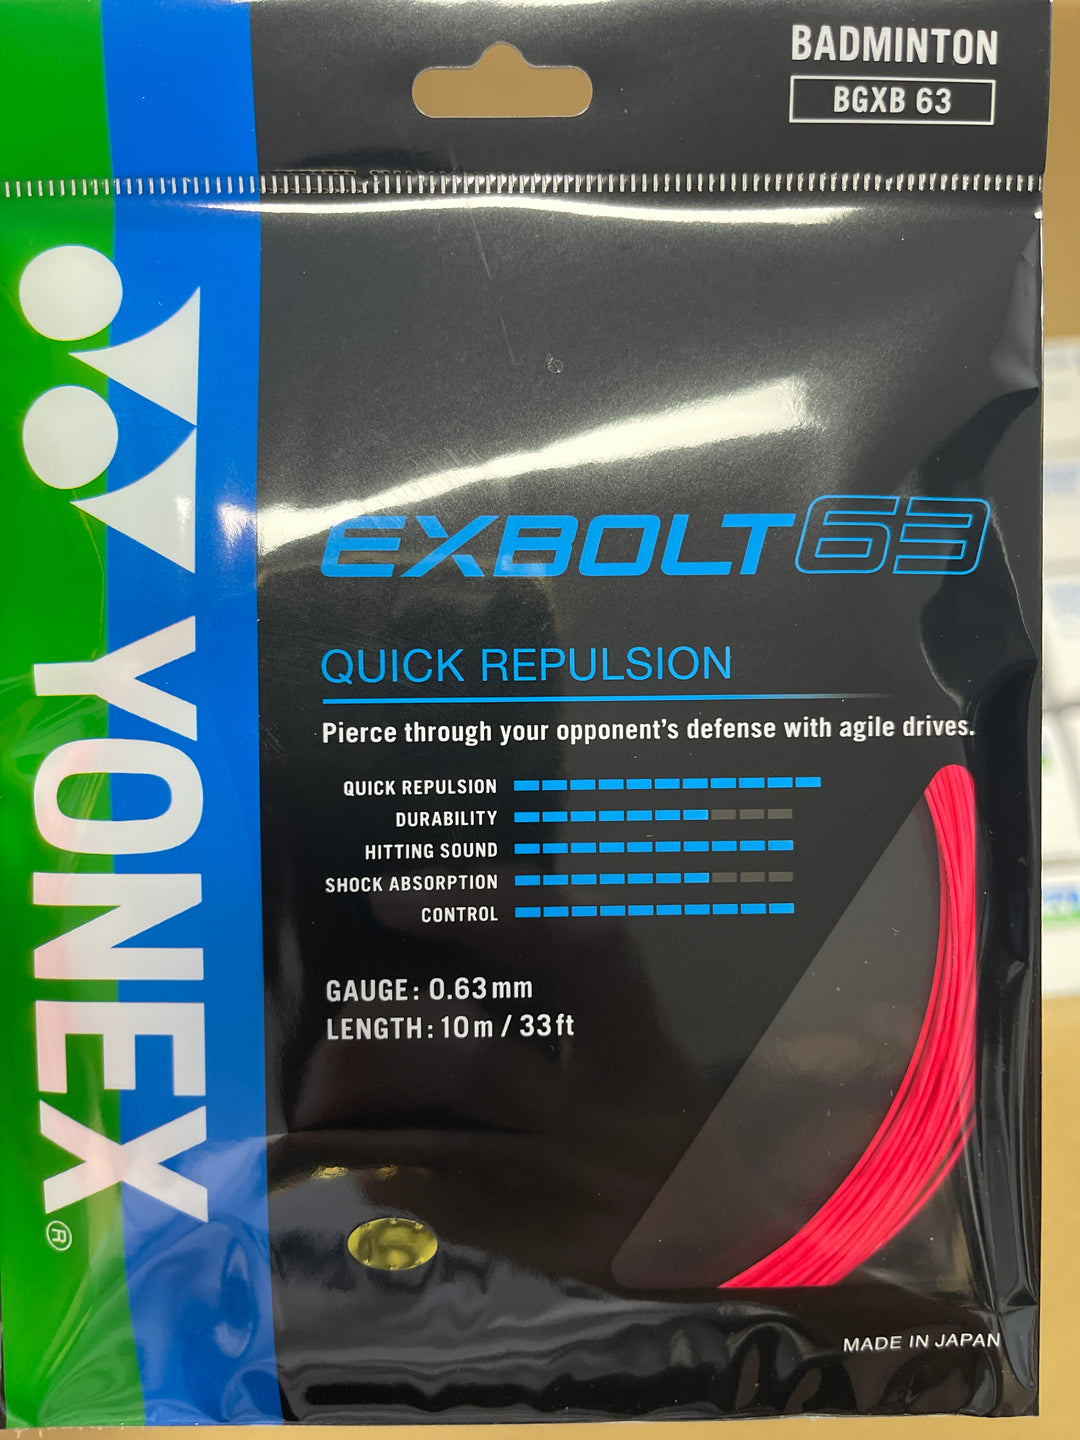 BADMINTON
BGXB 63
YONEX®
EXBOLT 63
QUICK REPULSION
Pierce through your opponent's defense with agile drives.
QUICK REPULSION
DURABILITY
HITTING SOUND
SHOCK ABSORPTION
CONTROL
GAUGE: 0.63mm
LENGTH: 10m / 33ft
MADE IN JAPAN